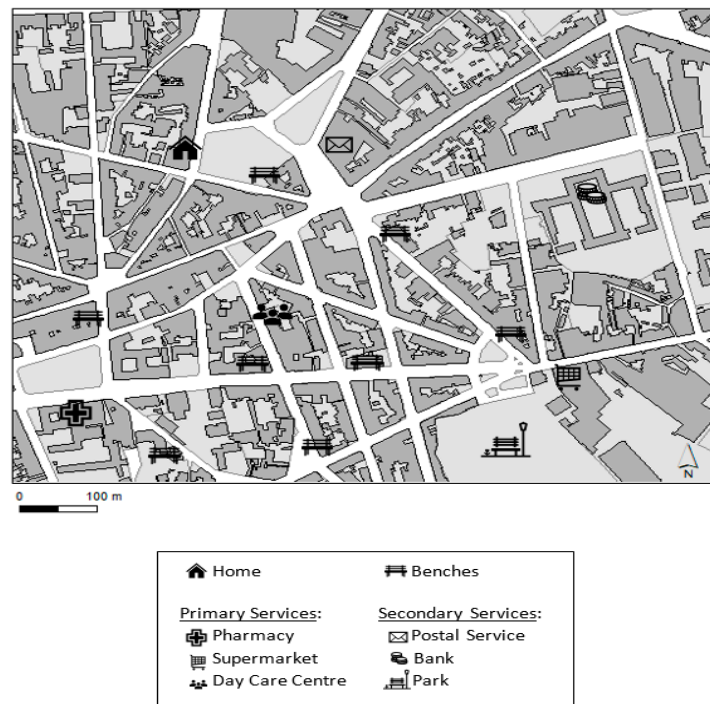 N
0 100 m
Home Benches
Primary Services: Secondary Services:
Pharmacy Postal Service
Supermarket Bank
Day Care Centre Park